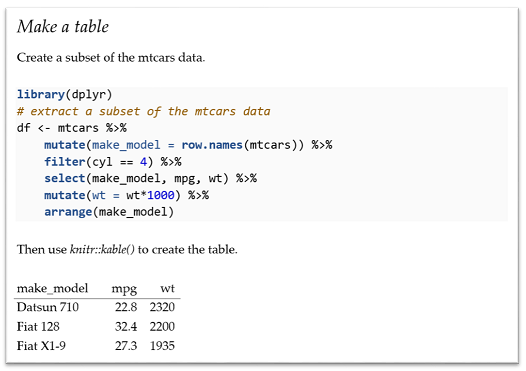 Make a table
Create a subset of the mtcars data.
library(dplyr)
# extract a subset of the mtcars data
df <- mtcars %>%
    mutate(make_model = row.names(mtcars)) %>%
    filter(cyl == 4) %>%
    select(make_model, mpg, wt) %>%
    mutate(wt = wt*1000) %>%
    arrange(make_model)
Then use knitr::kable() to create the table.
make_model mpg wt
Datsun 710 22.8 2320
Fiat 128 32.4 2200
Fiat X1-9 27.3 1935